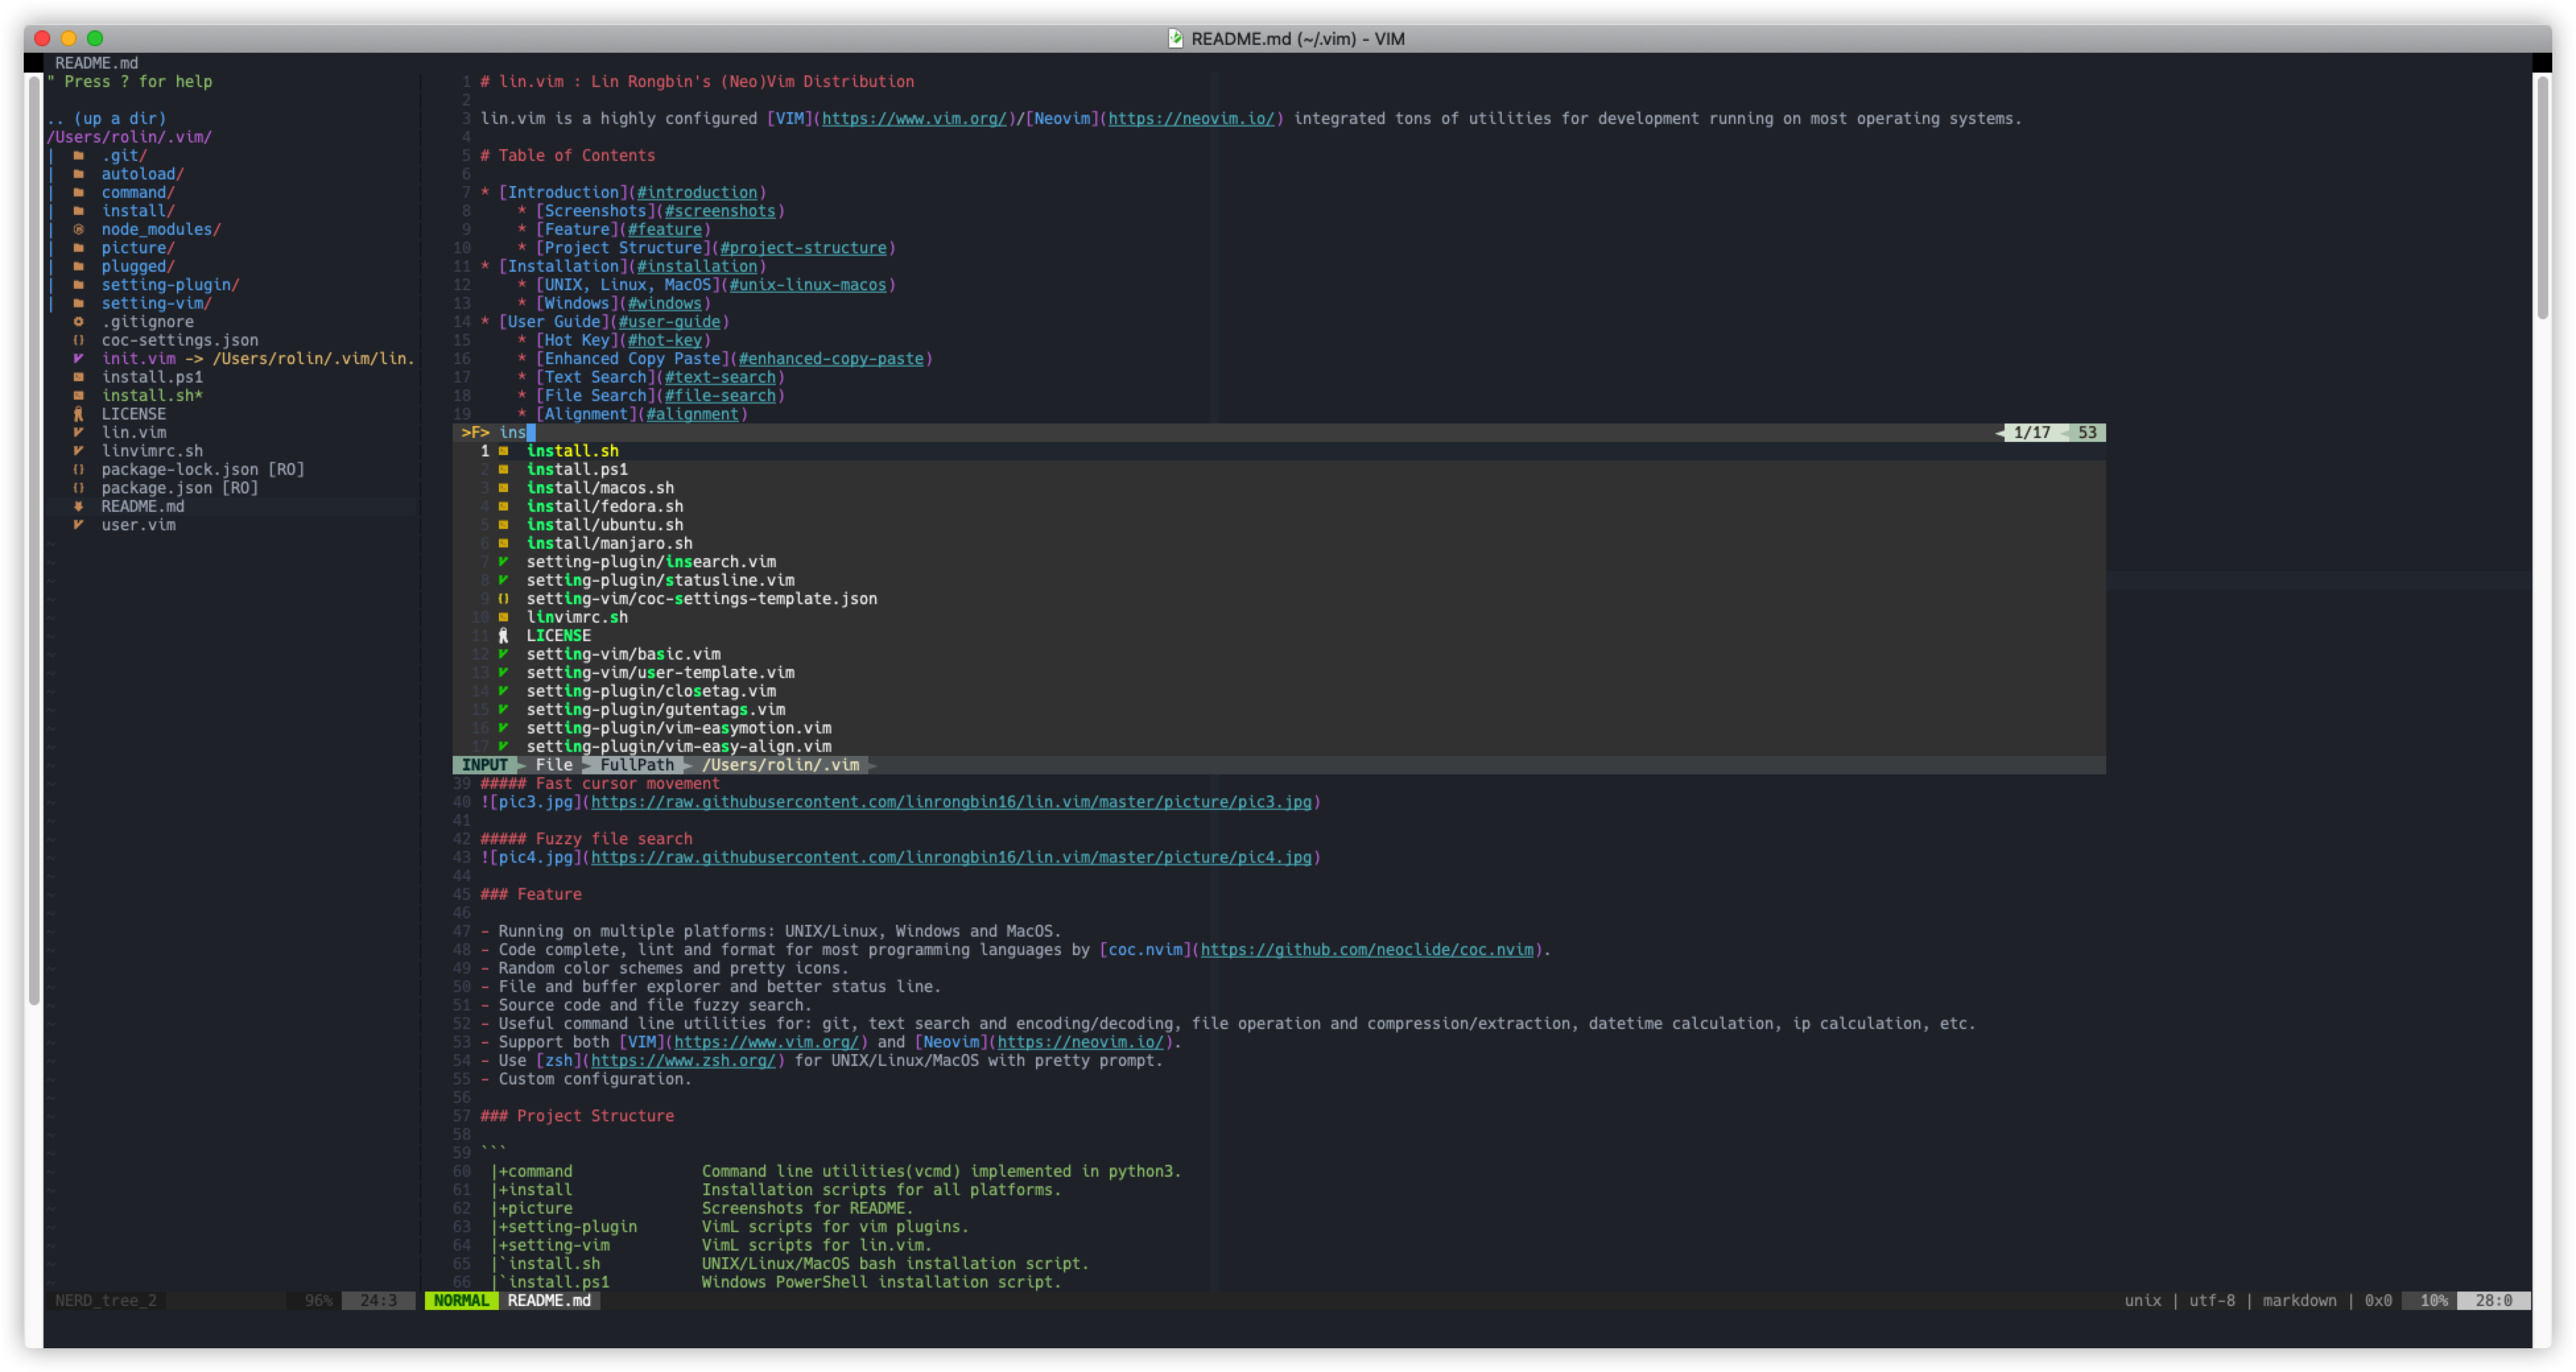 README.md (~/.vim) - VIM
README.md
" Press ? for help
.. (up a dir)
/Users/rolin/.vim/
.git/
autoload/
command/
install/
node_modules/
picture/
plugged/
setting-plugin/
setting-vim/
.gitignore
coc-settings.json
init.vim -> /Users/rolin/.vim/lin.
install.ps1
install.sh*
LICENSE
lin.vim
linvimrc.sh
package-lock.json [RO]
package.json [RO]
README.md
user.vim
NERD_tree_2 96% 24:3
1 # lin.vim : Lin Rongbin's (Neo)Vim Distribution
2
3 lin.vim is a highly configured [VIM](https://www.vim.org/)/[Neovim](https://neovim.io/) integrated tons of utilities for development running on most operating systems.
4
5 # Table of Contents
6
7 * [Introduction](#introduction)
8 * [Screenshots](#screenshots)
9 * [Feature](#feature)
10 * [Project Structure](#project-structure)
11 * [Installation](#installation)
12 * [UNIX, Linux, MacOS](#unix-linux-macos)
13 * [Windows](#windows)
14 * [User Guide](#user-guide)
15 * [Hot Key](#hot-key)
16 * [Enhanced Copy Paste](#enhanced-copy-paste)
17 * [Text Search](#text-search)
18 * [File Search](#file-search)
19 * [Alignment](#alignment)
>F> ins 1/17 53
1 install.sh
2 install.ps1
3 install/macos.sh
4 install/fedora.sh
5 install/ubuntu.sh
6 install/manjaro.sh
7 setting-plugin/insearch.vim
8 setting-plugin/statusline.vim
9 setting-vim/coc-settings-template.json
10 linvimrc.sh
11 LICENSE
12 setting-vim/basic.vim
13 setting-vim/user-template.vim
14 setting-plugin/closetag.vim
15 setting-plugin/gutentags.vim
16 setting-plugin/vim-easymotion.vim
17 setting-plugin/vim-easy-align.vim
INPUT File FullPath /Users/rolin/.vim
39 ##### Fast cursor movement
40 ![pic3.jpg](https://raw.githubusercontent.com/linrongbin16/lin.vim/master/picture/pic3.jpg)
41
42 ##### Fuzzy file search
43 ![pic4.jpg](https://raw.githubusercontent.com/linrongbin16/lin.vim/master/picture/pic4.jpg)
44
45 ### Feature
46
47 - Running on multiple platforms: UNIX/Linux, Windows and MacOS.
48 - Code complete, lint and format for most programming languages by [coc.nvim](https://github.com/neoclide/coc.nvim).
49 - Random color schemes and pretty icons.
50 - File and buffer explorer and better status line.
51 - Source code and file fuzzy search.
52 - Useful command line utilities for: git, text search and encoding/decoding, file operation and compression/extraction, datetime calculation, ip calculation, etc.
53 - Support both [VIM](https://www.vim.org/) and [Neovim](https://neovim.io/).
54 - Use [zsh](https://www.zsh.org/) for UNIX/Linux/MacOS with pretty prompt.
55 - Custom configuration.
56
57 ### Project Structure
58
59 ```
60 |+command Command line utilities(vcmd) implemented in python3.
61 |+install Installation scripts for all platforms.
62 |+picture Screenshots for README.
63 |+setting-plugin VimL scripts for vim plugins.
64 |+setting-vim VimL scripts for lin.vim.
65 |`install.sh UNIX/Linux/MacOS bash installation script.
66 |`install.ps1 Windows PowerShell installation script.
NORMAL README.md unix | utf-8 | markdown | 0x0 10% 28:0